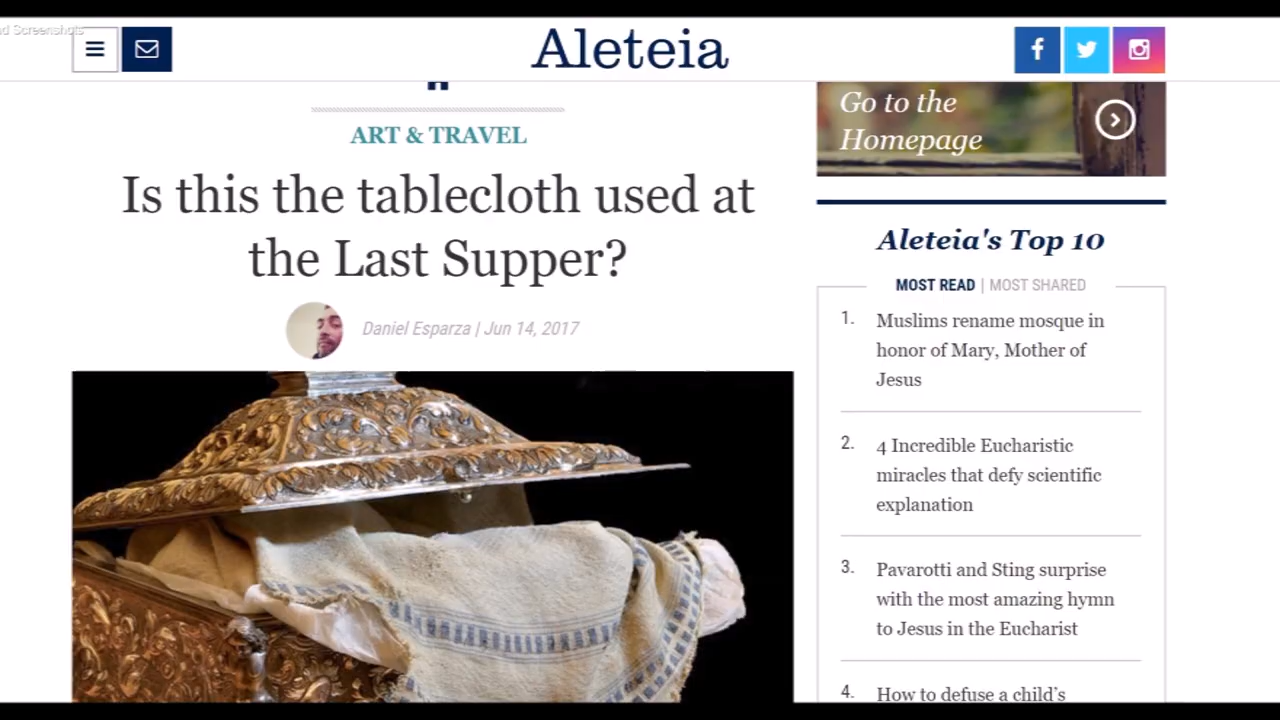 d Screenshots
Aleteia
ART & TRAVEL
Is this the tablecloth used at
the Last Supper?
Daniel Esparza | Jun 14, 2017
Go to the
Homepage
Aleteia's Top 10
MOST READ | MOST SHARED
1. Muslims rename mosque in
honor of Mary, Mother of
Jesus
2. 4 Incredible Eucharistic
miracles that defy scientific
explanation
3. Pavarotti and Sting surprise
with the most amazing hymn
to Jesus in the Eucharist
4. How to defuse a child's